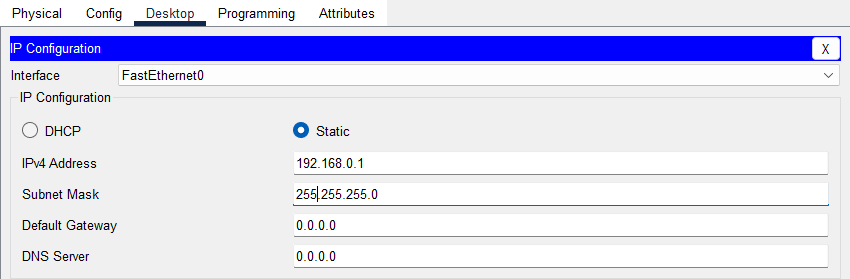 Physical Config Desktop Programming Attributes
IP Configuration X
Interface FastEthernet0
IP Configuration
DHCP Static
IPv4 Address 192.168.0.1
Subnet Mask 255.255.255.0
Default Gateway 0.0.0.0
DNS Server 0.0.0.0